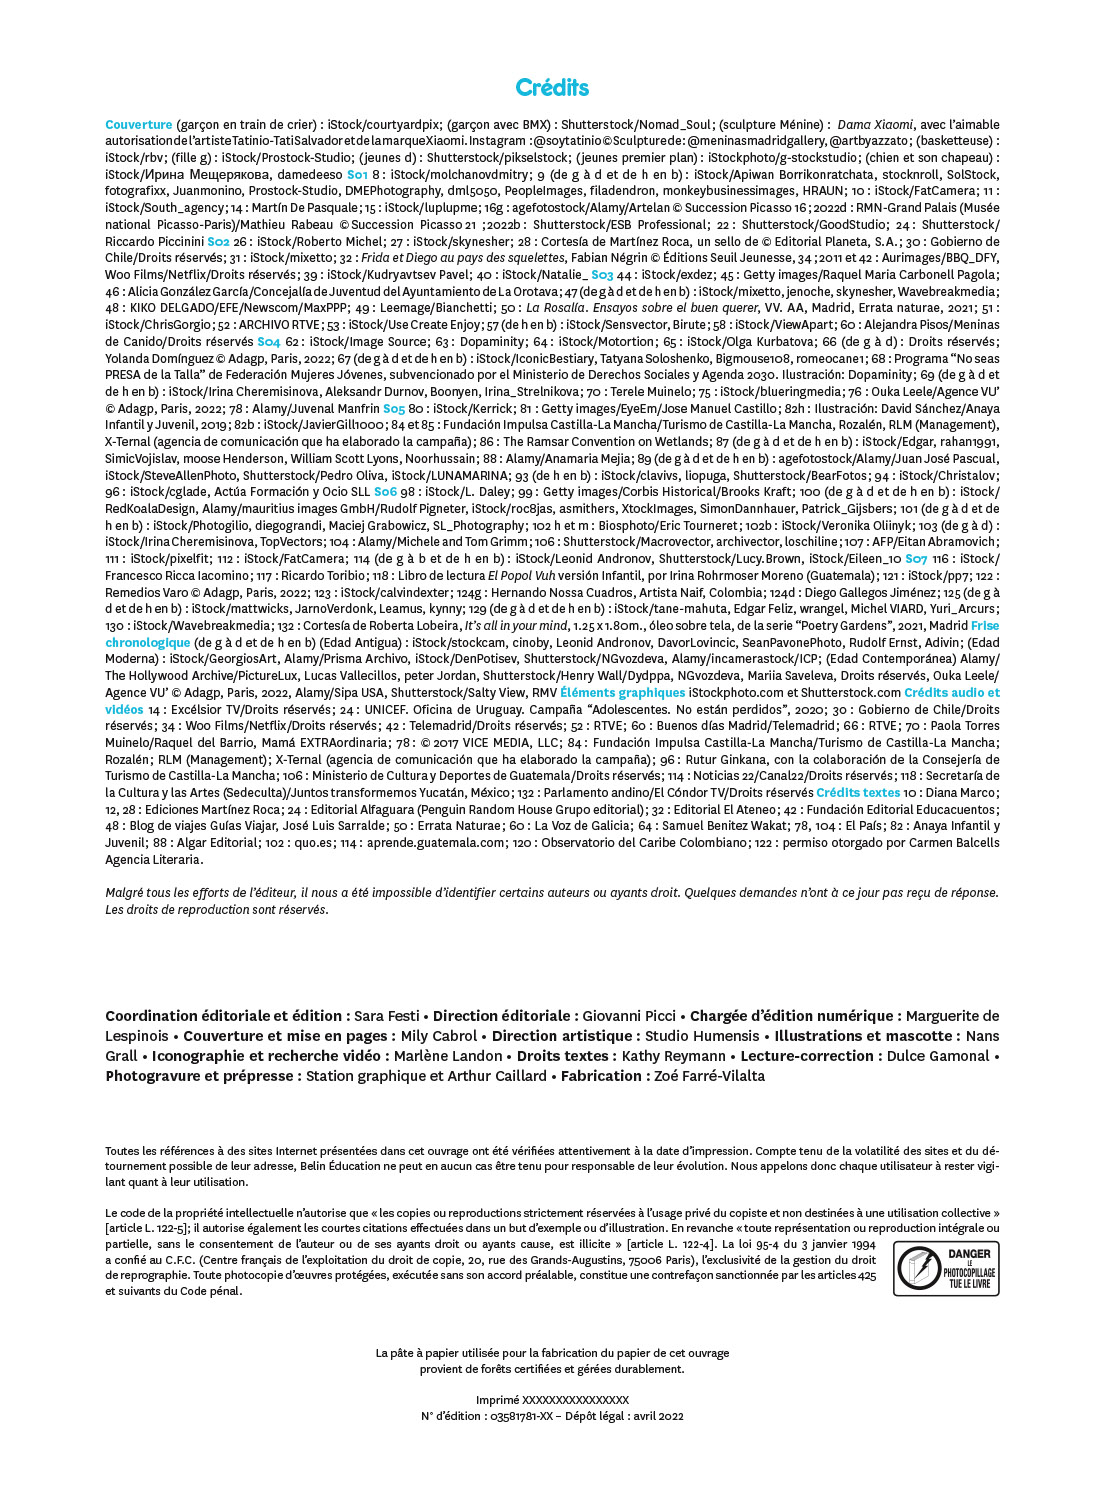 Crédits
Couverture (garçon en train de crier) : iStock/courtyardpix; (garçon avec BMX) : Shutterstock/Nomad_Soul; (sculpture Ménine) : Dama Xiaomi, avec l'aimable
autorisation de l'artiste Tatinio-Tati Salvador et de la marque Xiaomi. Instagram : @soytatinio © Sculpture de : @meninasmadridgallery, @artbyazzato ; (basketteuse) :
iStock/rbv; (fille g) : iStock/Prostock-Studio; (jeunes d) : Shutterstock/pikselstock; (jeunes premier plan) : iStockphoto/g-stockstudio; (chien et son chapeau) :
iStock/Ирина Мещерякова, damedeeso S01 8 : iStock/molchanovdmitry; 9 (de g à d et de h en b) : iStock/Apiwan Borrikonratchata, stocknroll, SolStock,
fotografixx, Juanmonino, Prostock-Studio, DMEPhotography, dml5050, PeopleImages, filadendron, monkeybusinessimages, HRAUN; 10 : iStock/FatCamera; 11 :
iStock/South_agency; 14 : Martín De Pasquale; 15 : iStock/luplupme; 16g : agefotostock/Alamy/Artelan © Succession Picasso 16 ; 2022d : RMN-Grand Palais (Musée
national Picasso-Paris)/Mathieu Rabeau © Succession Picasso 21 ; 2022b : Shutterstock/ESB Professional; 22 : Shutterstock/GoodStudio; 24 : Shutterstock/
Riccardo Piccinini S02 26 : iStock/Roberto Michel; 27 : iStock/skynesher; 28 : Cortesía de Martínez Roca, un sello de © Editorial Planeta, S.A.; 30 : Gobierno de
Chile/Droits réservés; 31 : iStock/mixetto; 32 : Frida et Diego au pays des squelettes, Fabian Négrin © Éditions Seuil Jeunesse, 34 ; 2011 et 42 : Aurimages/BBQ_DFY,
Woo Films/Netflix/Droits réservés; 39 : iStock/Kudryavtsev Pavel; 40 : iStock/Natalie_ S03 44 : iStock/exdez; 45 : Getty images/Raquel Maria Carbonell Pagola;
46 : Alicia González García/Concejalía de Juventud del Ayuntamiento de La Orotava; 47 (de g à d et de h en b) : iStock/mixetto, jenoche, skynesher, Wavebreakmedia;
48 : KIKO DELGADO/EFE/Newscom/MaxPPP; 49 : Leemage/Bianchetti; 50 : La Rosalía. Ensayos sobre el buen querer, VV. AA, Madrid, Errata naturae, 2021; 51 :
iStock/ChrisGorgio; 52 : ARCHIVO RTVE; 53 : iStock/Use Create Enjoy; 57 (de h en b) : iStock/Sensvector, Birute; 58 : iStock/ViewApart; 60 : Alejandra Pisos/Meninas
de Canido/Droits réservés S04 62 : iStock/Image Source; 63 : Dopaminity; 64 : iStock/Motortion; 65 : iStock/Olga Kurbatova; 66 (de g à d) : Droits réservés;
Yolanda Domínguez © Adagp, Paris, 2022; 67 (de g à d et de h en b) : iStock/IconicBestiary, Tatyana Soloshenko, Bigmouse108, romeocane1; 68 : Programa "No seas
PRESA de la Talla" de Federación Mujeres Jóvenes, subvencionado por el Ministerio de Derechos Sociales y Agenda 2030. Ilustración: Dopaminity; 69 (de g à d et
de h en b) : iStock/Irina Cheremisinova, Aleksandr Durnov, Boonyen, Irina_Strelnikova; 70 : Terele Muinelo; 75 : iStock/blueringmedia; 76 : Ouka Leele/Agence VU'
© Adagp, Paris, 2022; 78 : Alamy/Juvenal Manfrin S05 80 : iStock/Kerrick; 81 : Getty images/EyeEm/Jose Manuel Castillo; 82h : Ilustración: David Sánchez/Anaya
Infantil y Juvenil, 2019; 82b : iStock/JavierGill1000; 84 et 85 : Fundación Impulsa Castilla-La Mancha/Turismo de Castilla-La Mancha, Rozalén, RLM (Management),
X-Ternal (agencia de comunicación que ha elaborado la campaña); 86 : The Ramsar Convention on Wetlands; 87 (de g à d et de h en b) : iStock/Edgar, rahan1991,
SimicVojislav, moose Henderson, William Scott Lyons, Noorhussain; 88 : Alamy/Anamaria Mejia; 89 (de g à d et de h en b) : agefotostock/Alamy/Juan José Pascual,
iStock/SteveAllenPhoto, Shutterstock/Pedro Oliva, iStock/LUNAMARINA; 93 (de h en b) : iStock/clavivs, liopuga, Shutterstock/BearFotos; 94 : iStock/Christalov;
96 : iStock/cglade, Actúa Formación y Ocio SLL S06 98 : iStock/L. Daley; 99 : Getty images/Corbis Historical/Brooks Kraft; 100 (de g à d et de h en b) : iStock/
RedKoalaDesign, Alamy/mauritius images GmbH/Rudolf Pigneter, iStock/roc8jas, asmithers, XtockImages, SimonDannhauer, Patrick_Gijsbers; 101 (de g à d et de
h en b) : iStock/Photogilio, diegograndi, Maciej Grabowicz, SL_Photography; 102 h et m : Biosphoto/Eric Tourneret; 102b : iStock/Veronika Oliinyk; 103 (de g à d) :
iStock/Irina Cheremisinova, TopVectors; 104 : Alamy/Michele and Tom Grimm; 106 : Shutterstock/Macrovector, archivector, loschiline; 107 : AFP/Eitan Abramovich;
111 : iStock/pixelfit; 112 : iStock/FatCamera; 114 (de g à b et de h en b) : iStock/Leonid Andronov, Shutterstock/Lucy.Brown, iStock/Eileen_10 S07 116 : iStock/
Francesco Ricca Iacomino; 117 : Ricardo Toribio; 118 : Libro de lectura El Popol Vuh versión Infantil, por Irina Rohrmoser Moreno (Guatemala); 121 : iStock/pp7; 122 :
Remedios Varo © Adagp, Paris, 2022; 123 : iStock/calvindexter; 124g : Hernando Nossa Cuadros, Artista Naif, Colombia; 124d : Diego Gallegos Jiménez; 125 (de g à
d et de h en b) : iStock/mattwicks, JarnoVerdonk, Leamus, kynny; 129 (de g à d et de h en b) : iStock/tane-mahuta, Edgar Feliz, wrangel, Michel VIARD, Yuri_Arcurs;
130 : iStock/Wavebreakmedia; 132 : Cortesía de Roberta Lobeira, It's all in your mind, 1.25 x 1.80m., óleo sobre tela, de la serie "Poetry Gardens", 2021, Madrid Frise
chronologique (de g à d et de h en b) (Edad Antigua) : iStock/stockcam, cinoby, Leonid Andronov, DavorLovincic, SeanPavonePhoto, Rudolf Ernst, Adivin; (Edad
Moderna) : iStock/GeorgiosArt, Alamy/Prisma Archivo, iStock/DenPotisev, Shutterstock/NGvozdeva, Alamy/incamerastock/ICP; (Edad Contemporánea) Alamy/
The Hollywood Archive/PictureLux, Lucas Vallecillos, peter Jordan, Shutterstock/Henry Wall/Dydppa, NGvozdeva, Mariia Saveleva, Droits réservés, Ouka Leele/
Agence VU' © Adagp, Paris, 2022, Alamy/Sipa USA, Shutterstock/Salty View, RMV Éléments graphiques iStockphoto.com et Shutterstock.com Crédits audio et
vidéos 14 : Excélsior TV/Droits réservés; 24 : UNICEF. Oficina de Uruguay. Campaña "Adolescentes. No están perdidos", 2020; 30 : Gobierno de Chile/Droits
réservés; 34 : Woo Films/Netflix/Droits réservés; 42 : Telemadrid/Droits réservés; 52 : RTVE; 60 : Buenos días Madrid/Telemadrid; 66 : RTVE; 70 : Paola Torres
Muinelo/Raquel del Barrio, Mamá EXTRAordinaria; 78 : © 2017 VICE MEDIA, LLC; 84 : Fundación Impulsa Castilla-La Mancha/Turismo de Castilla-La Mancha;
Rozalén; RLM (Management); X-Ternal (agencia de comunicación que ha elaborado la campaña); 96 : Rutur Ginkana, con la colaboración de la Consejería de
Turismo de Castilla-La Mancha; 106 : Ministerio de Cultura y Deportes de Guatemala/Droits réservés; 114 : Noticias 22/Canal22/Droits réservés; 118 : Secretaría de
la Cultura y las Artes (Sedeculta)/Juntos transformemos Yucatán, México; 132 : Parlamento andino/El Cóndor TV/Droits réservés Crédits textes 10 : Diana Marco;
12, 28 : Ediciones Martínez Roca; 24 : Editorial Alfaguara (Penguin Random House Grupo editorial); 32 : Editorial El Ateneo; 42 : Fundación Editorial Educacuentos;
48 : Blog de viajes Guías Viajar, José Luis Sarralde; 50 : Errata Naturae; 60 : La Voz de Galicia; 64 : Samuel Benitez Wakat; 78, 104 : El País; 82 : Anaya Infantil y
Juvenil; 88 : Algar Editorial; 102 : quo.es; 114 : aprende.guatemala.com; 120 : Observatorio del Caribe Colombiano; 122 : permiso otorgado por Carmen Balcells
Agencia Literaria.
Malgré tous les efforts de l'éditeur, il nous a été impossible d'identifier certains auteurs ou ayants droit. Quelques demandes n'ont à ce jour pas reçu de réponse.
Les droits de reproduction sont réservés.
Coordination éditoriale et édition : Sara Festi • Direction éditoriale : Giovanni Picci • Chargée d'édition numérique : Marguerite de
Lespinois • Couverture et mise en pages : Mily Cabrol • Direction artistique : Studio Humensis • Illustrations et mascotte : Nans
Grall • Iconographie et recherche vidéo : Marlène Landon • Droits textes : Kathy Reymann • Lecture-correction : Dulce Gamonal •
Photogravure et prépresse : Station graphique et Arthur Caillard • Fabrication : Zoé Farré-Vilalta
Toutes les références à des sites Internet présentées dans cet ouvrage ont été vérifiées attentivement à la date d'impression. Compte tenu de la volatilité des sites et du dé-
tournement possible de leur adresse, Belin Éducation ne peut en aucun cas être tenu pour responsable de leur évolution. Nous appelons donc chaque utilisateur à rester vigi-
lant quant à leur utilisation.
Le code de la propriété intellectuelle n'autorise que « les copies ou reproductions strictement réservées à l'usage privé du copiste et non destinées à une utilisation collective »
[article L. 122-5]; il autorise également les courtes citations effectuées dans un but d'exemple ou d'illustration. En revanche « toute représentation ou reproduction intégrale ou
partielle, sans le consentement de l'auteur ou de ses ayants droit ou ayants cause, est illicite » [article L. 122-4]. La loi 95-4 du 3 janvier 1994
a confié au C.F.C. (Centre français de l'exploitation du droit de copie, 20, rue des Grands-Augustins, 75006 Paris), l'exclusivité de la gestion du droit
de reprographie. Toute photocopie d'œuvres protégées, exécutée sans son accord préalable, constitue une contrefaçon sanctionnée par les articles 425
et suivants du Code pénal.
DANGER
LE
PHOTOCOPILLAGE
TUE LE LIVRE
La pâte à papier utilisée pour la fabrication du papier de cet ouvrage
provient de forêts certifiées et gérées durablement.
Imprimé XXXXXXXXXXXXXXXX
N° d'édition : 03581781-XX – Dépôt légal : avril 2022